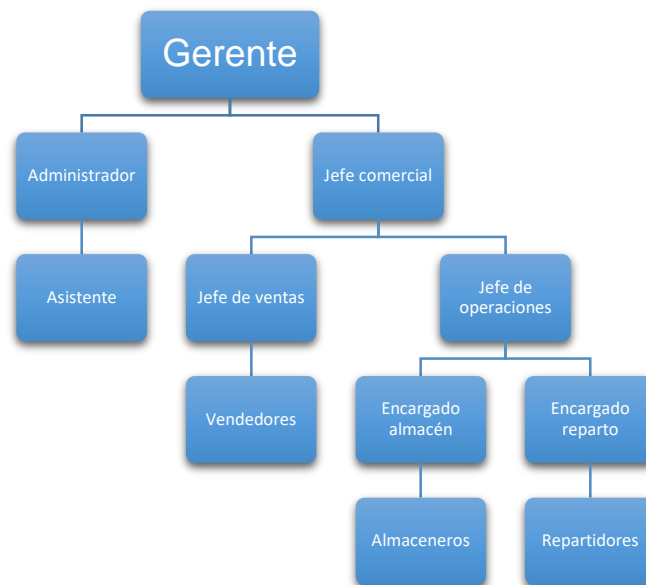 Gerente
Administrador
Jefe comercial
Asistente
Jefe de ventas
Jefe de
operaciones
Vendedores
Encargado
almacén
Encargado
reparto
Almaceneros
Repartidores